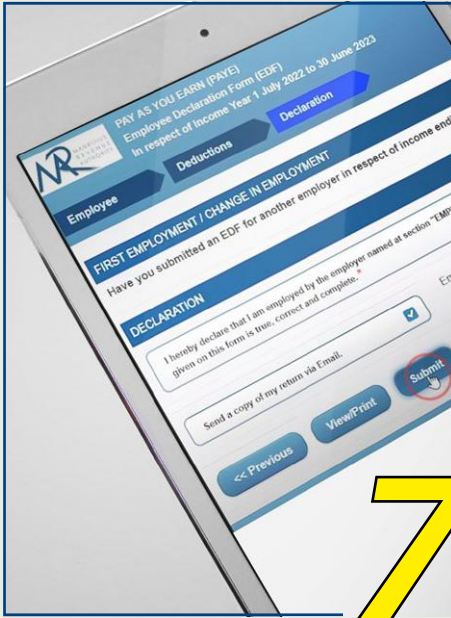 PAY AS YOU EARN (PAYE)
Employee Declaration Form (EDF)
In respect of Income Year 1 July 2022 to 30 June 2023
MR
MAURITIUS
REVENUE
AUTHORITY
Employee
Deductions
Declaration
FIRST EMPLOYMENT / CHANGE IN EMPLOYMENT
Have you submitted an EDF for another employer in respect of income endi
DECLARATION
I hereby declare that I am employed by the employer named at section "EMP
given on this form is true, correct and complete.*
Send a copy of my return via Email.
Em
<< Previous
View/Print
Submit
7